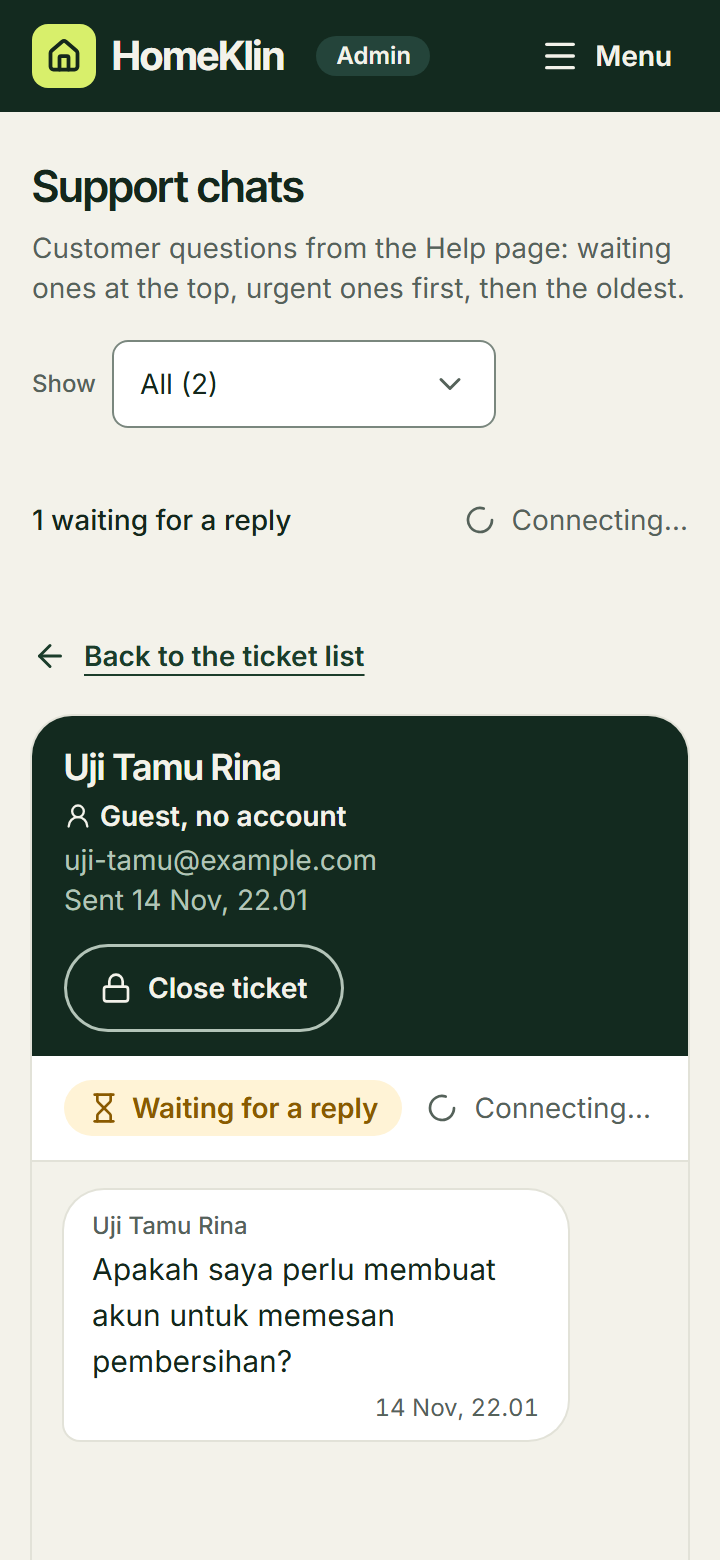 HomeKlin
Admin
Menu
Support chats
Customer questions from the Help page: waiting
ones at the top, urgent ones first, then the oldest.
Show
All (2)
1 waiting for a reply
Connecting...
Back to the ticket list
Uji Tamu Rina
Guest, no account
uji-tamu@example.com
Sent 14 Nov, 22.01
Close ticket
Waiting for a reply
Connecting...
Uji Tamu Rina
Apakah saya perlu membuat
akun untuk memesan
pembersihan?
14 Nov, 22.01